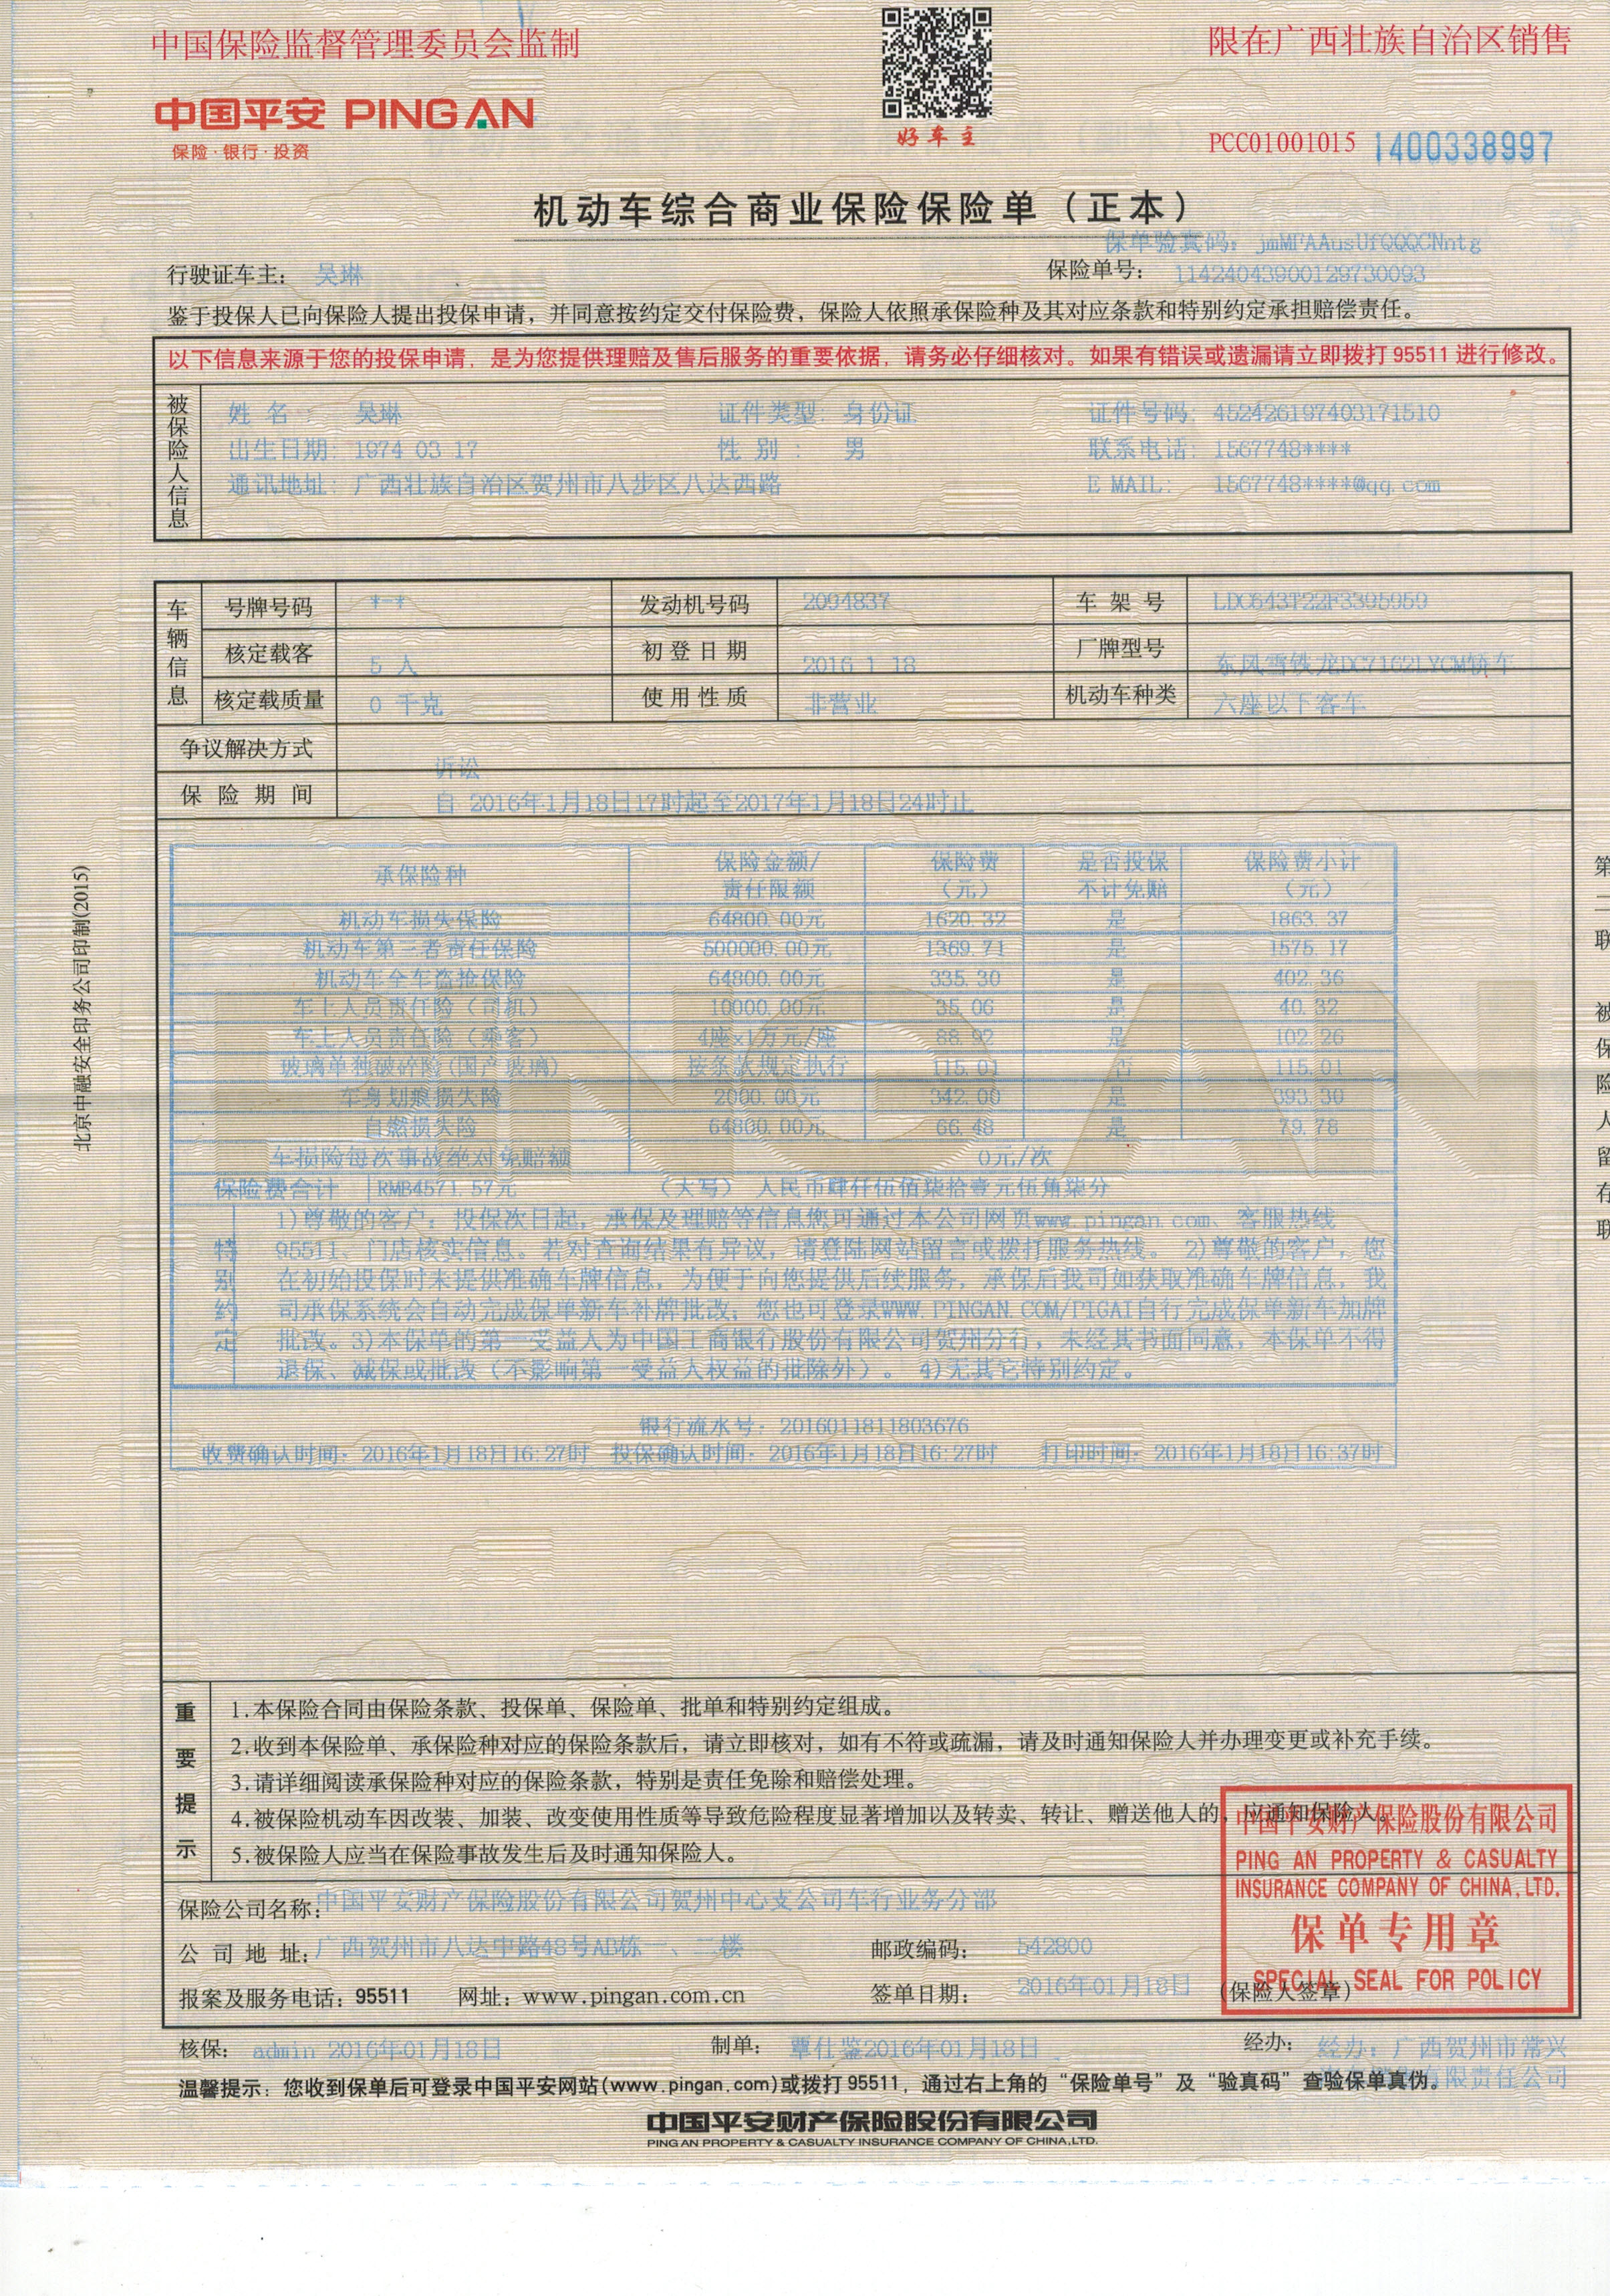 中国保险监督管理委员会监制
限在广西壮族自治区销售
中国平安 PING AN
保险·银行·投资
好车主
PCC01001015 1400338997
机动车综合商业保险保险单（正本）
保单验真码: jmMFAAusUfQQQCNntg
行驶证车主: 吴琳
保险单号: 11424043900129730093
鉴于投保人已向保险人提出投保申请，并同意按约定交付保险费，保险人依照承保险种及其对应条款和特别约定承担赔偿责任。
以下信息来源于您的投保申请，是为您提供理赔及售后服务的重要依据，请务必仔细核对。如果有错误或遗漏请立即拨打95511进行修改。
被保险人信息
姓 名 : 吴琳 证件类型: 身份证 证件号码: 452426197403171510
出生日期: 1974 03 17 性 别 : 男 联系电话: 1567748****
通讯地址: 广西壮族自治区贺州市八步区八达西路 E MAIL: 1567748****@qq.com
车辆信息
号牌号码 *-* 发动机号码 2094837 车 架 号 LDC643T22F3395959
核定载客 5 人 初登日期 2016 1 18 厂牌型号 东风雪铁龙DC7162LYCM轿车
核定载质量 0 千克 使用性质 非营业 机动车种类 六座以下客车
争议解决方式 诉讼
保 险 期 间 自 2016年1月18日17时起至2017年1月18日24时止
承保险种 保险金额/责任限额 保险费（元） 是否投保不计免赔 保险费小计（元）
机动车损失保险 64800.00元 1620.32 是 1863.37
机动车第三者责任保险 500000.00元 1369.71 是 1575.17
机动车全车盗抢保险 64800.00元 335.30 是 402.36
车上人员责任险（司机） 10000.00元 35.06 是 40.32
车上人员责任险（乘客） 4座×1万元/座 88.92 是 102.26
玻璃单独破碎险(国产玻璃) 按条款规定执行 115.01 否 115.01
车身划痕损失险 2000.00元 342.00 是 393.30
自燃损失险 64800.00元 66.48 是 79.78
车损险每次事故绝对免赔额 0元/次
保险费合计 RMB4571.57元 （大写） 人民币肆仟伍佰柒拾壹元伍角柒分
特别约定
1)尊敬的客户：投保次日起，承保及理赔等信息您可通过本公司网页www.pingan.com、客服热线
95511、门店核实信息。若对查询结果有异议，请登陆网站留言或拨打服务热线。 2)尊敬的客户，您
在初始投保时未提供准确车牌信息，为便于向您提供后续服务，承保后我司如获取准确车牌信息，我
司承保系统会自动完成保单新车补牌批改；您也可登录WWW.PINGAN.COM/PIGAI自行完成保单新车加牌
批改。3)本保单的第一受益人为中国工商银行股份有限公司贺州分行，未经其书面同意，本保单不得
退保、减保或批改（不影响第一受益人权益的批除外）。 4)无其它特别约定。
银行流水号: 2016011811803676
收费确认时间: 2016年1月18日16:27时 投保确认时间: 2016年1月18日16:27时 打印时间: 2016年1月18日16:37时
PINGAN
北京中融安全印务公司印制(2015)
第二联 被保险人留存联
重要提示
1.本保险合同由保险条款、投保单、保险单、批单和特别约定组成。
2.收到本保险单、承保险种对应的保险条款后，请立即核对，如有不符或疏漏，请及时通知保险人并办理变更或补充手续。
3.请详细阅读承保险种对应的保险条款，特别是责任免除和赔偿处理。
4.被保险机动车因改装、加装、改变使用性质等导致危险程度显著增加以及转卖、转让、赠送他人的，应通知保险人。
5.被保险人应当在保险事故发生后及时通知保险人。
中国平安财产保险股份有限公司
PING AN PROPERTY & CASUALTY
INSURANCE COMPANY OF CHINA,LTD.
保单专用章
SPECIAL SEAL FOR POLICY
保险公司名称: 中国平安财产保险股份有限公司贺州中心支公司车行业务分部
公 司 地 址: 广西贺州市八达中路48号AB栋一、二楼 邮政编码: 542800
报案及服务电话: 95511 网址: www.pingan.com.cn 签单日期: 2016年01月18日 (保险人签章)
核保: admin 2016年01月18日 制单: 覃仕鉴2016年01月18日 经办: 经办: 广西贺州市常兴
有限责任公司
温馨提示: 您收到保单后可登录中国平安网站(www.pingan.com)或拨打95511，通过右上角的“保险单号”及“验真码”查验保单真伪。
中国平安财产保险股份有限公司
PING AN PROPERTY & CASUALTY INSURANCE COMPANY OF CHINA,LTD.